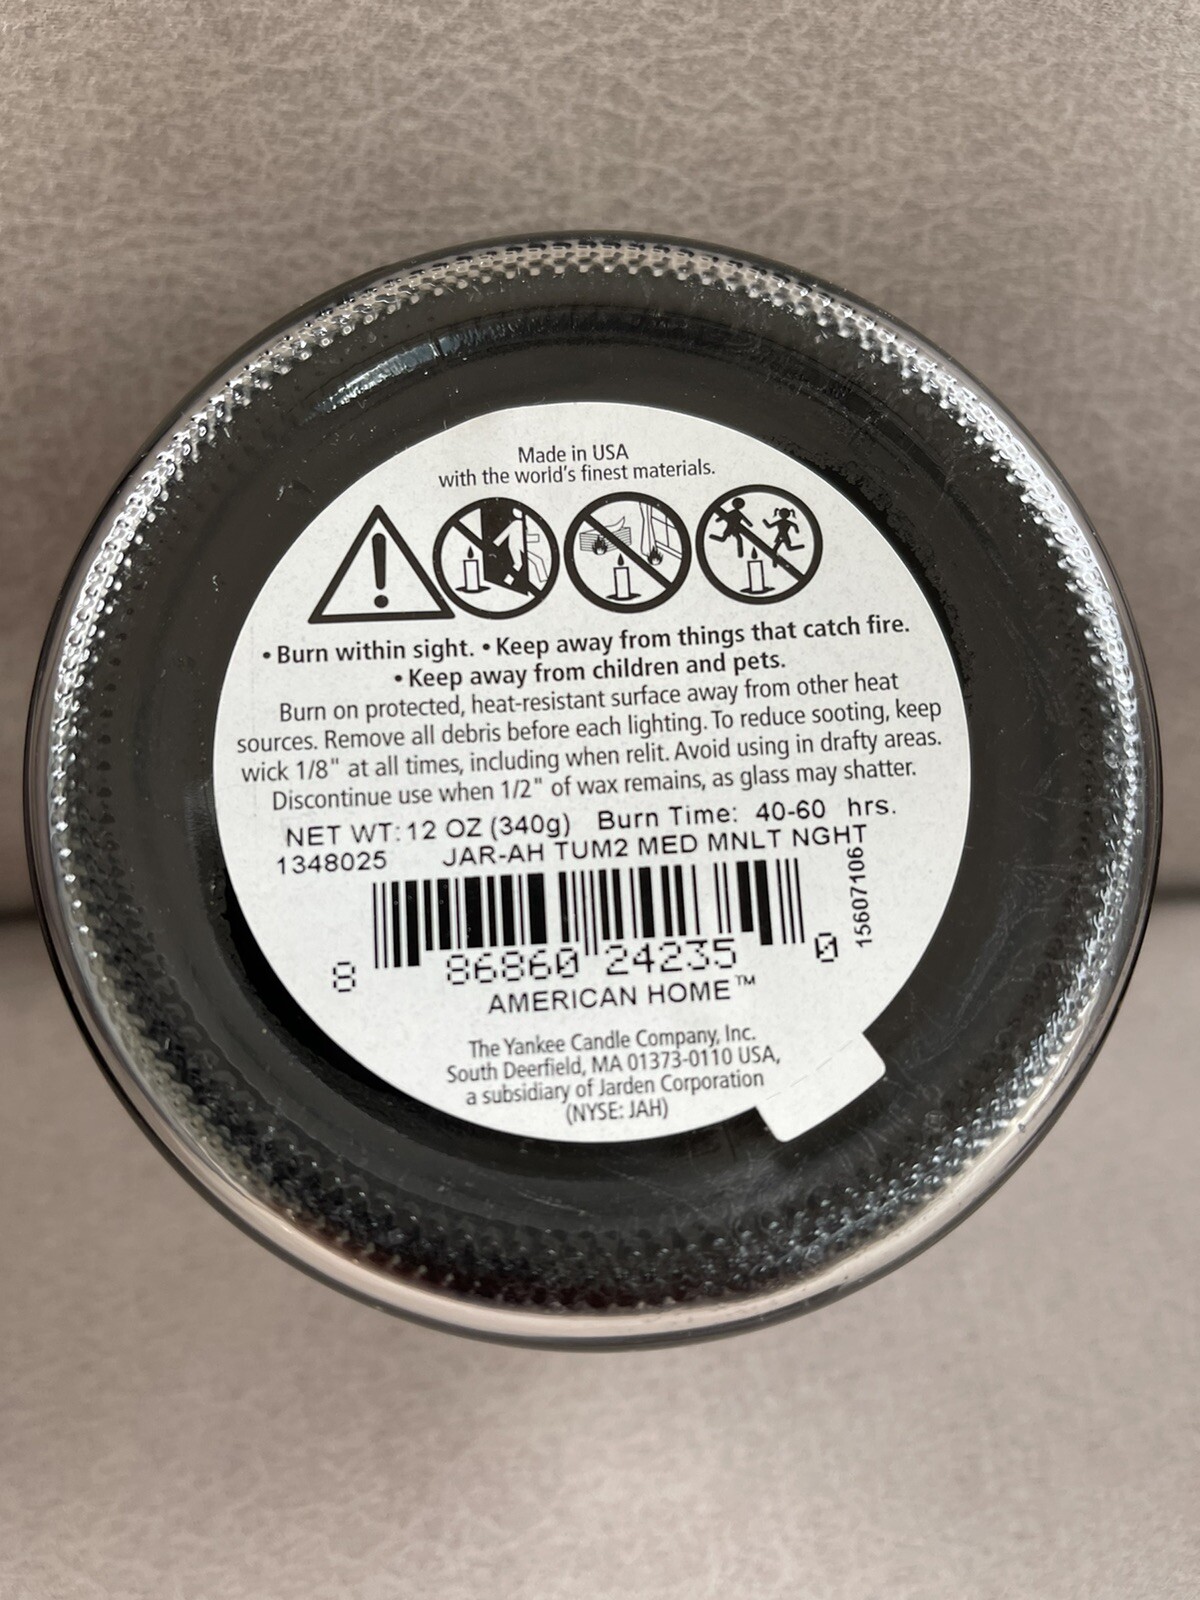 Made in USA
with the world's finest materials.
• Burn within sight. • Keep away from things that catch fire.
• Keep away from children and pets.
Burn on protected, heat-resistant surface away from other heat
sources. Remove all debris before each lighting. To reduce sooting, keep
wick 1/8" at all times, including when relit. Avoid using in drafty areas.
Discontinue use when 1/2" of wax remains, as glass may shatter.
NET WT: 12 OZ (340g) Burn Time: 40-60 hrs.
1348025 JAR-AH TUM2 MED MNLT NGHT
15607106
8 86860 24235 0
AMERICAN HOME™
The Yankee Candle Company, Inc.
South Deerfield, MA 01373-0110 USA,
a subsidiary of Jarden Corporation
(NYSE: JAH)